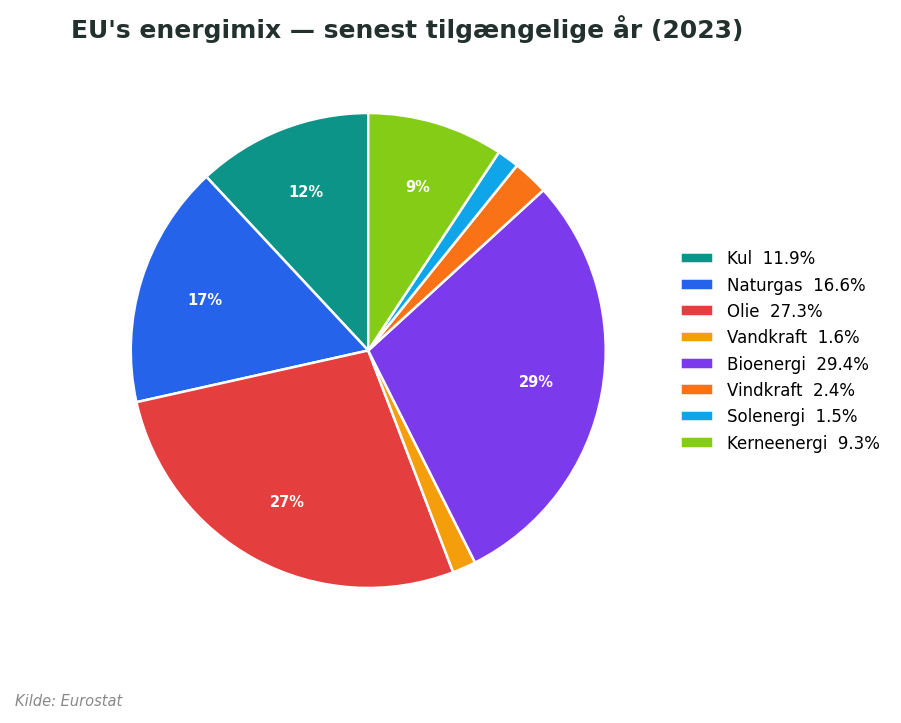 EU's energimix — senest tilgængelige år (2023)
9%
12%
17%
29%
27%
Kul 11.9%
Naturgas 16.6%
Olie 27.3%
Vandkraft 1.6%
Bioenergi 29.4%
Vindkraft 2.4%
Solenergi 1.5%
Kerneenergi 9.3%
Kilde: Eurostat